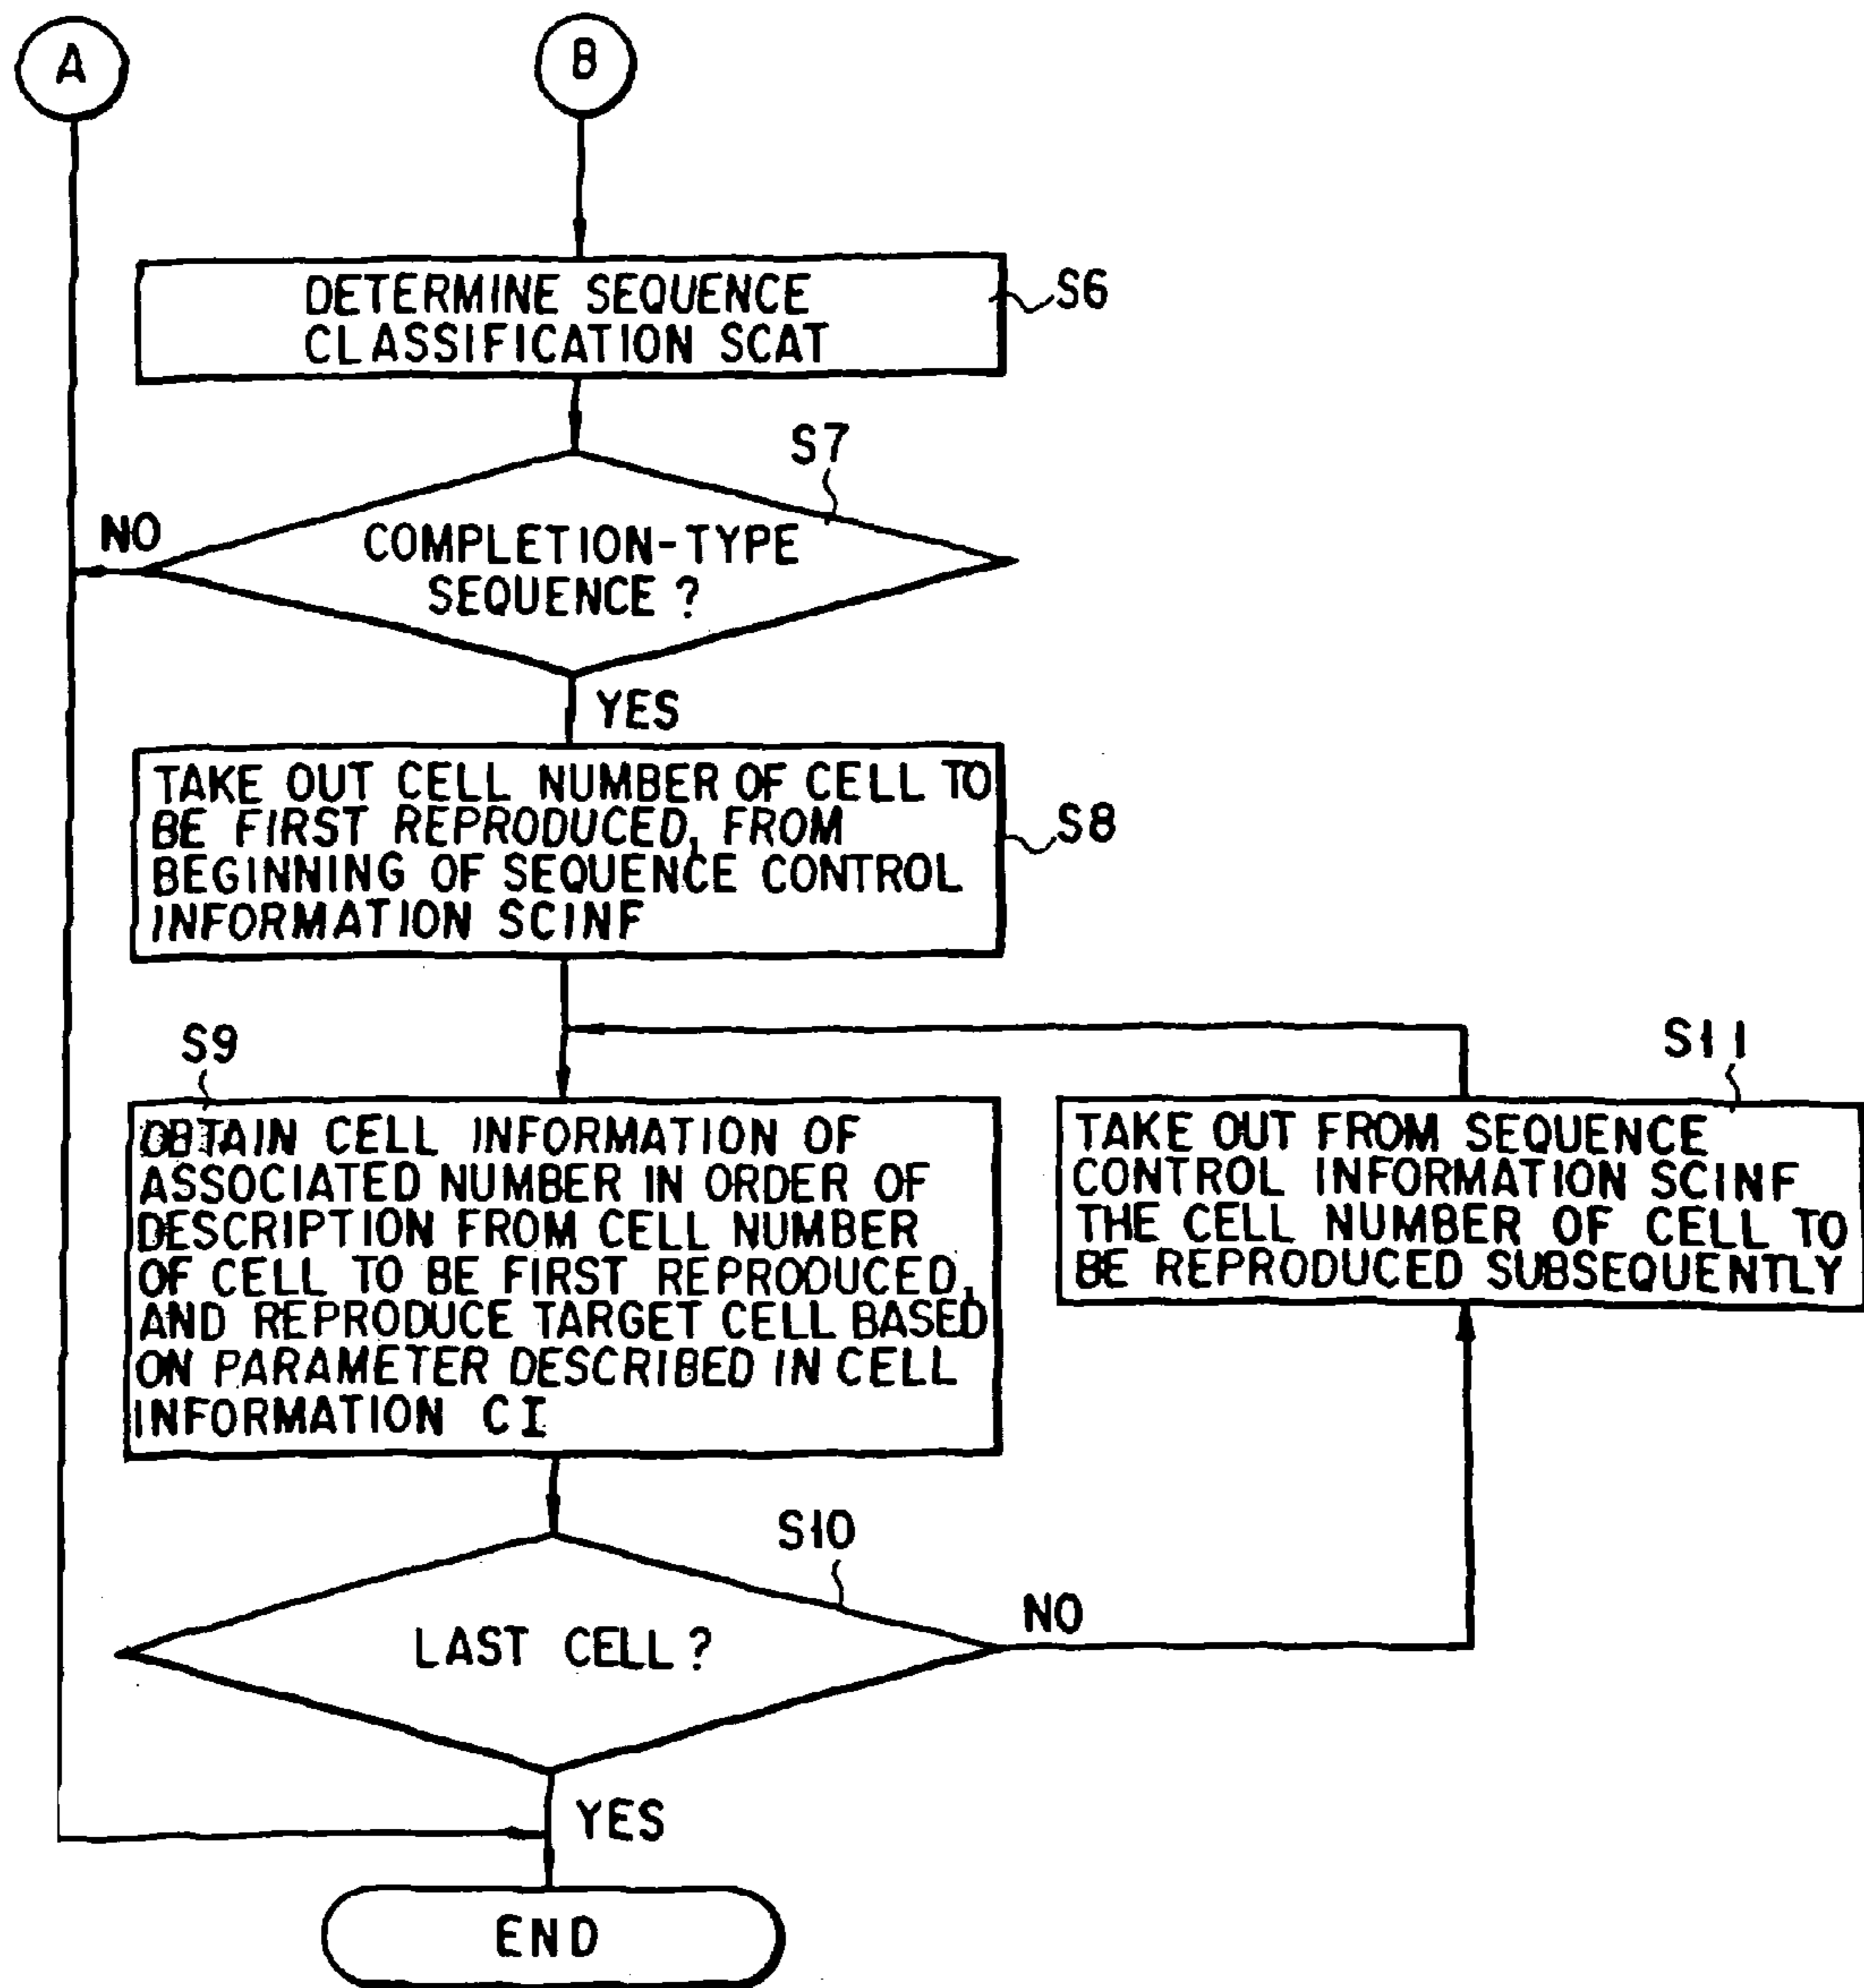 A
B
DETERMINE SEQUENCE
CLASSIFICATION SCAT
S6
S7
NO
COMPLETION-TYPE
SEQUENCE ?
YES
TAKE OUT CELL NUMBER OF CELL TO
BE FIRST REPRODUCED, FROM
BEGINNING OF SEQUENCE CONTROL
INFORMATION SCINF
S8
S9
OBTAIN CELL INFORMATION OF
ASSOCIATED NUMBER IN ORDER OF
DESCRIPTION FROM CELL NUMBER
OF CELL TO BE FIRST REPRODUCED,
AND REPRODUCE TARGET CELL BASED
ON PARAMETER DESCRIBED IN CELL
INFORMATION CI
S11
TAKE OUT FROM SEQUENCE
CONTROL INFORMATION SCINF
THE CELL NUMBER OF CELL TO
BE REPRODUCED SUBSEQUENTLY
S10
LAST CELL ?
NO
YES
END